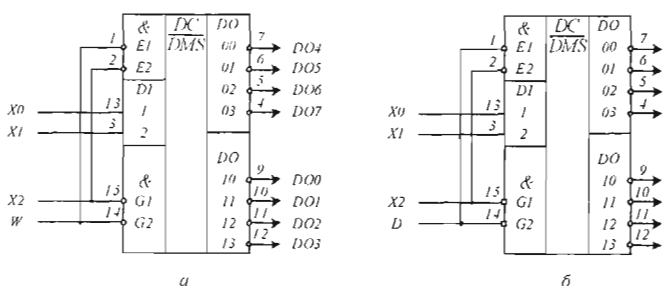 & DC DO
1 E1 DMS 00 7 DO4
2 E2 01 6 DO5
D1 02 5 DO6
X0 13 1 03 4 DO7
X1 3 2
DO
& 10 9 DO0
X2 15 G1 11 10 DO1
W 14 G2 12 11 DO2
13 12 DO3
а
& DC DO
1 E1 DMS 00 7
2 E2 01 6
D1 02 5
X0 13 1 03 4
X1 3 2
DO
& 10 9
X2 15 G1 11 10
D 14 G2 12 11
13 12
б